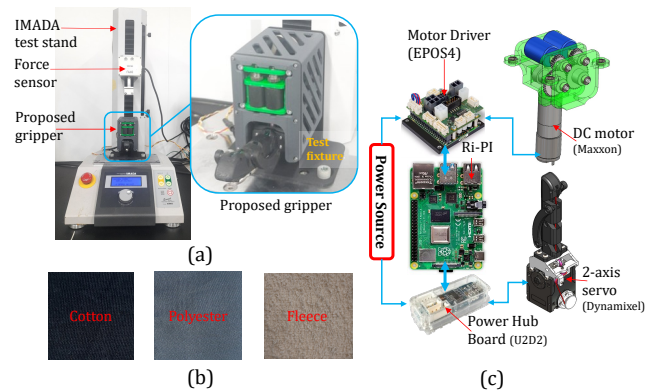 IMADA
test stand
Force
sensor
Proposed
gripper
Test
fixture
Proposed gripper
(a)
IMADA
Cotton
Polyester
Fleece
(b)
Motor Driver
(EPOS4)
Ri-PI
DC motor
(Maxxon)
Power Source
2-axis
servo
(Dynamixel)
Power Hub
Board (U2D2)
(c)